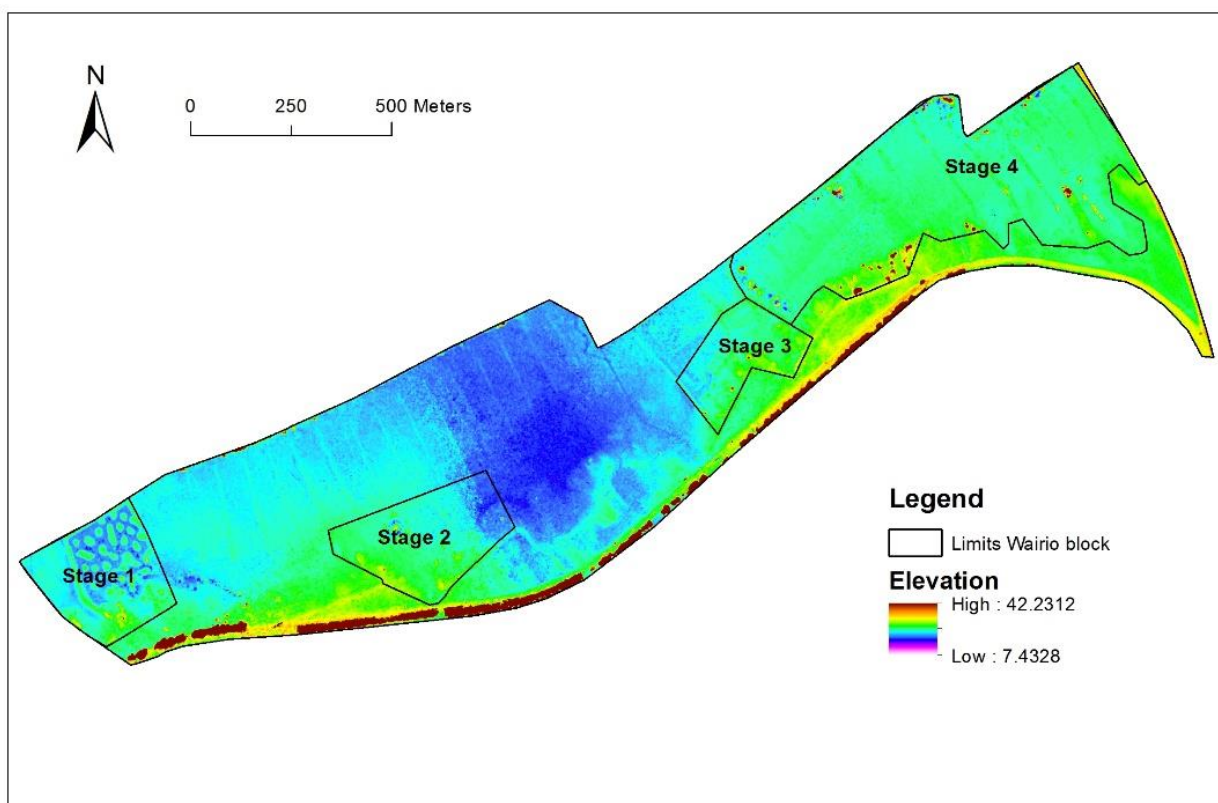 N
0 250 500 Meters
Stage 4
Stage 3
Stage 2
Stage 1
Legend
Limits Wairio block
Elevation
High : 42.2312
Low : 7.4328